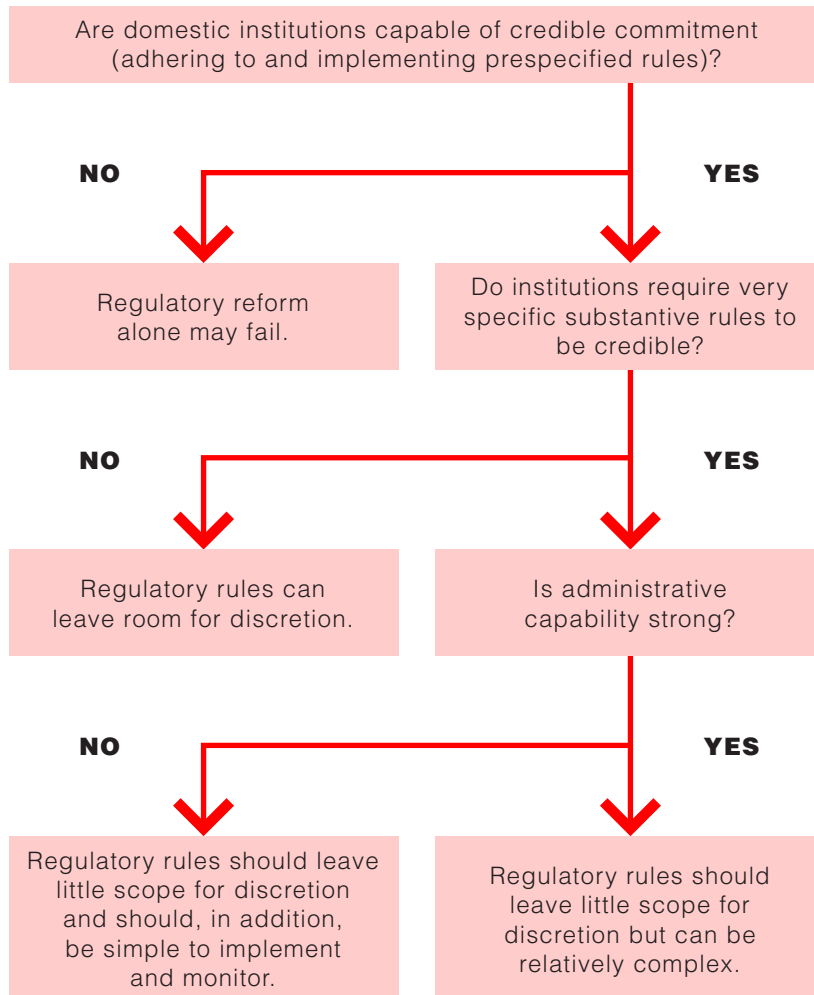 Are domestic institutions capable of credible commitment
(adhering to and implementing prespecified rules)?
NO
YES
Regulatory reform
alone may fail.
Do institutions require very
specific substantive rules to
be credible?
NO
YES
Regulatory rules can
leave room for discretion.
Is administrative
capability strong?
NO
YES
Regulatory rules should leave
little scope for discretion
and should, in addition,
be simple to implement
and monitor.
Regulatory rules should
leave little scope for
discretion but can be
relatively complex.